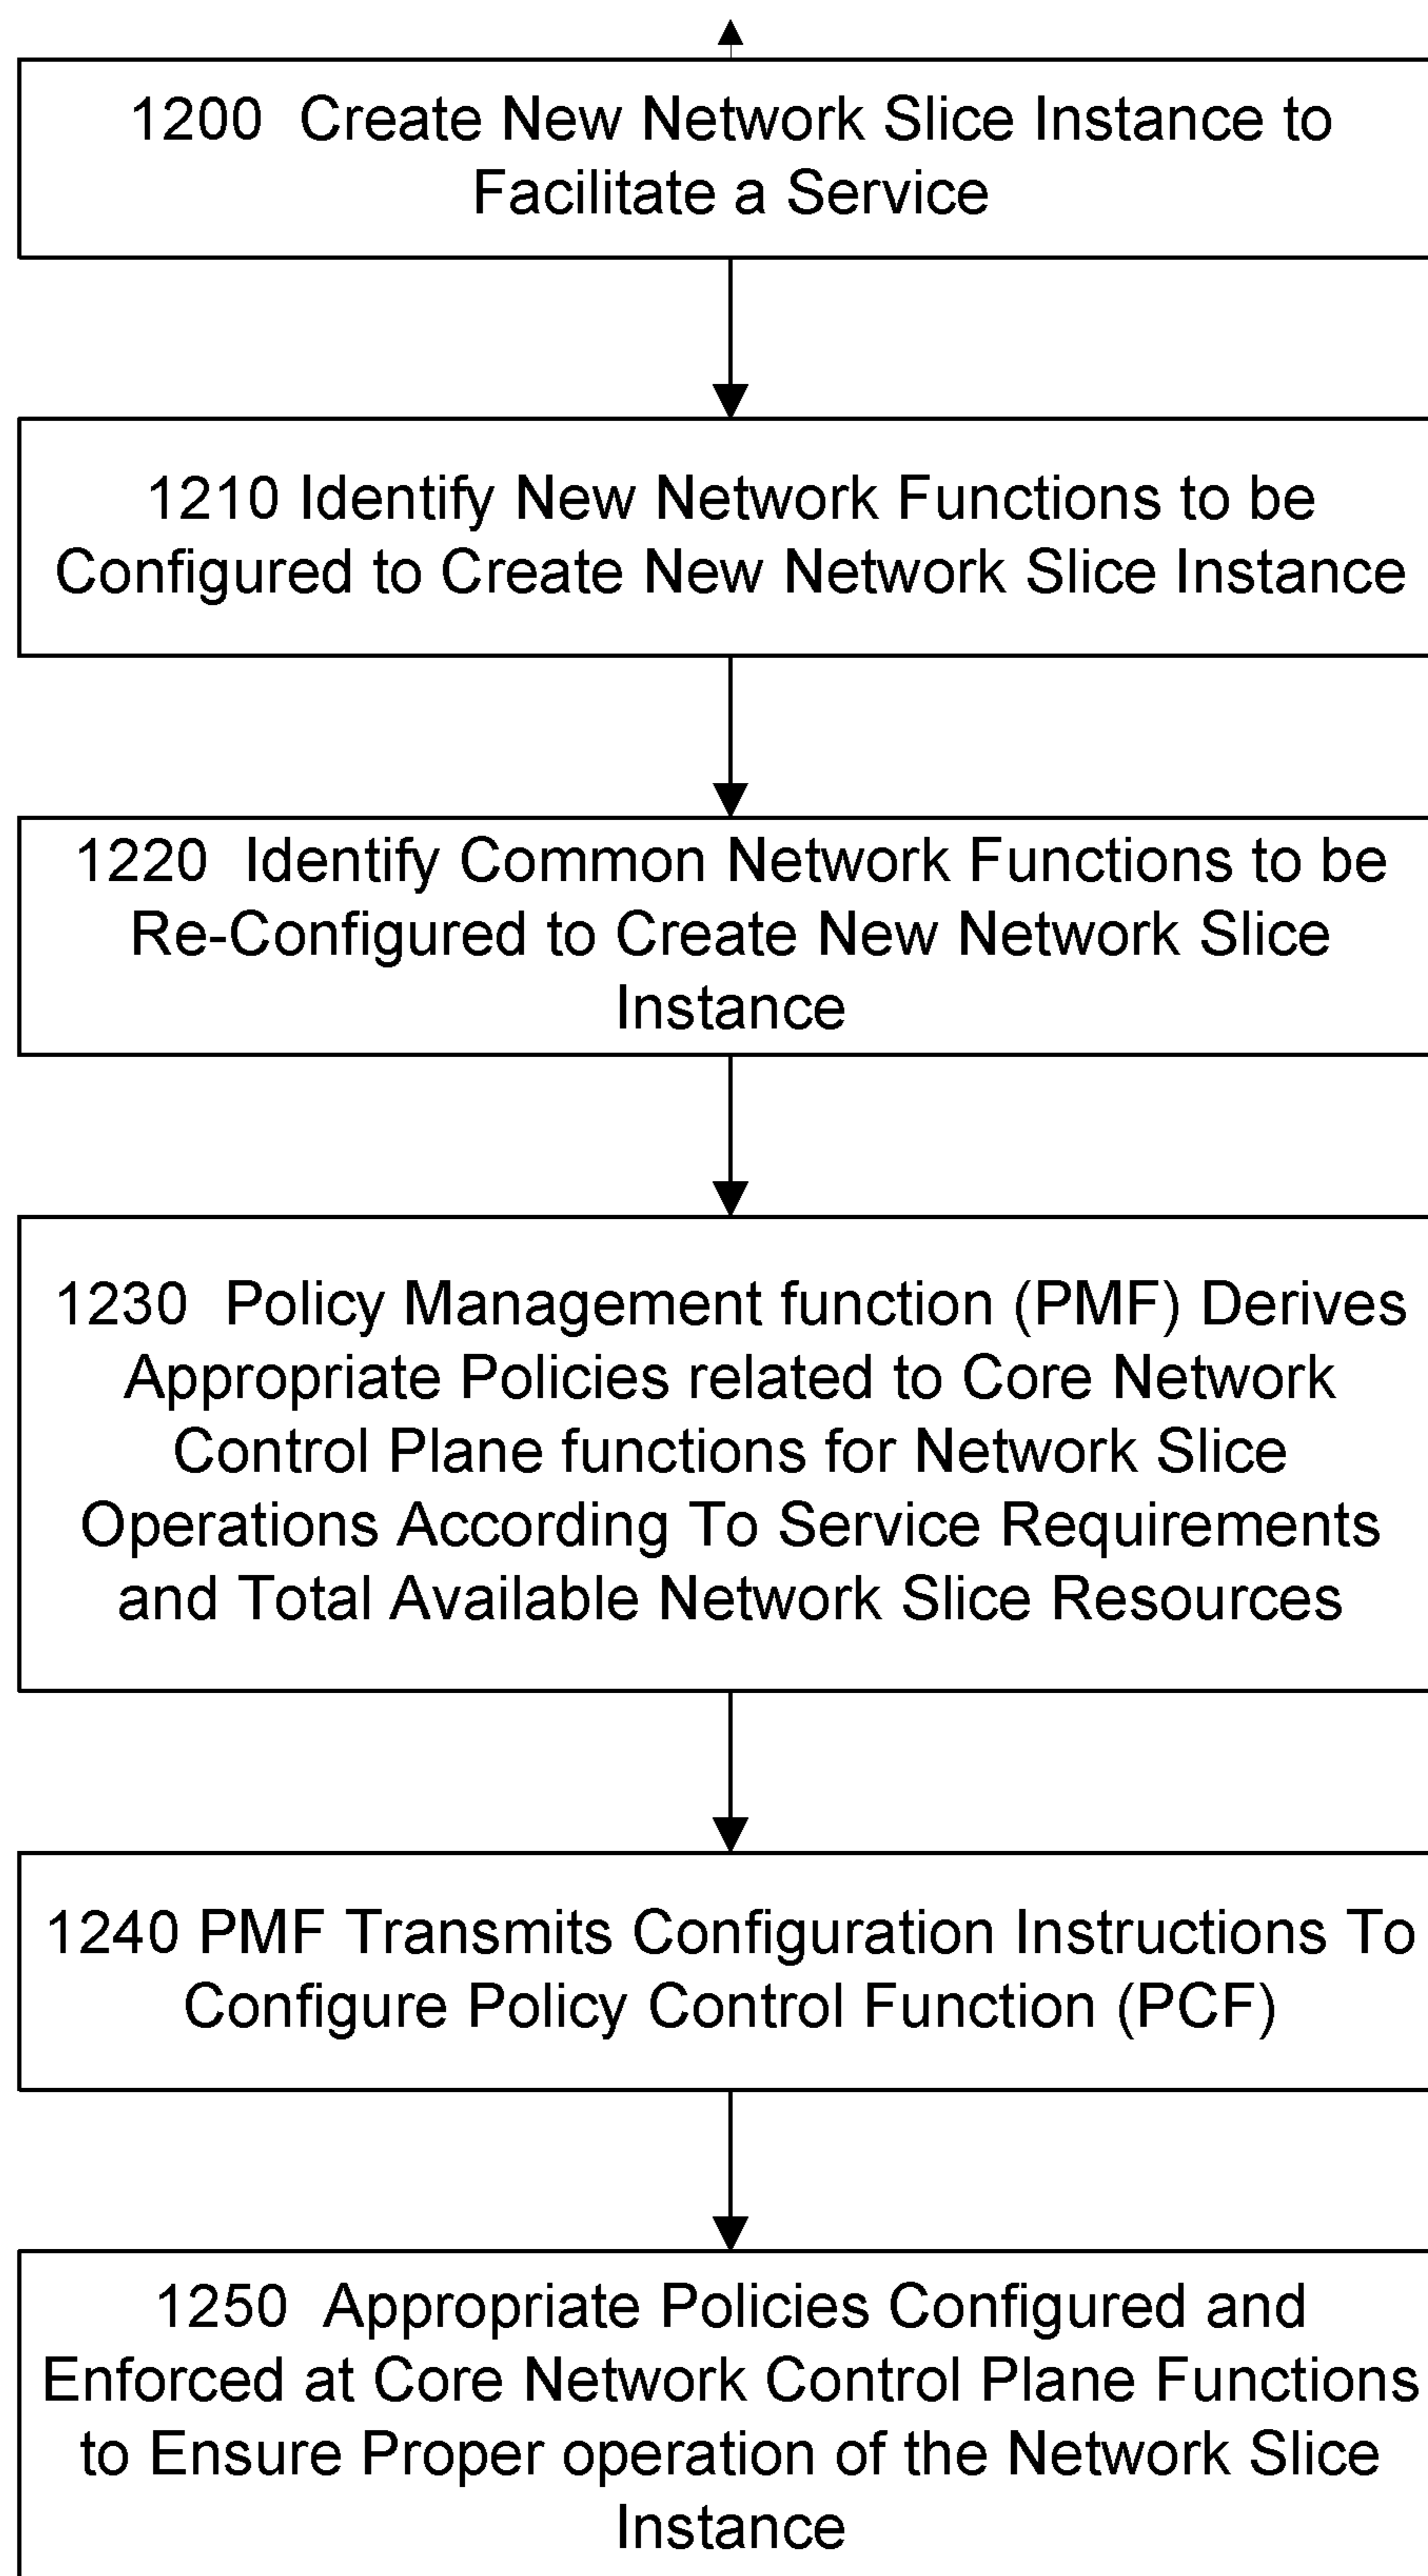 1200 Create New Network Slice Instance to
Facilitate a Service
1210 Identify New Network Functions to be
Configured to Create New Network Slice Instance
1220 Identify Common Network Functions to be
Re-Configured to Create New Network Slice
Instance
1230 Policy Management function (PMF) Derives
Appropriate Policies related to Core Network
Control Plane functions for Network Slice
Operations According To Service Requirements
and Total Available Network Slice Resources
1240 PMF Transmits Configuration Instructions To
Configure Policy Control Function (PCF)
1250 Appropriate Policies Configured and
Enforced at Core Network Control Plane Functions
to Ensure Proper operation of the Network Slice
Instance